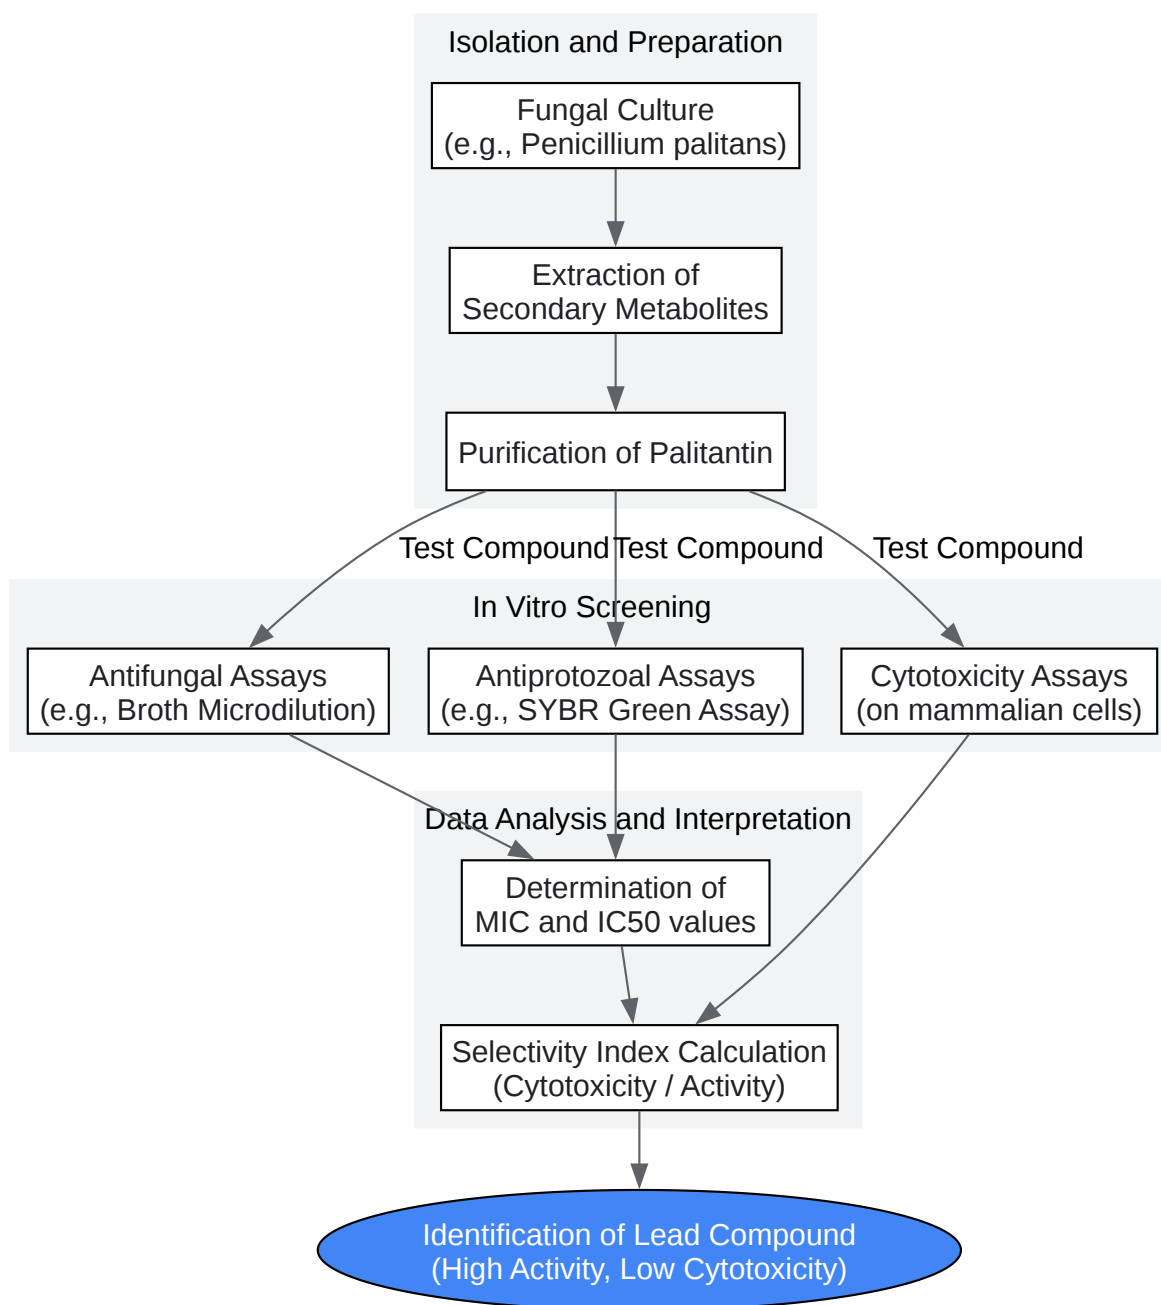 Isolation and Preparation
Fungal Culture
(e.g., Penicillium palitans)
Extraction of
Secondary Metabolites
Purification of Palitantin
Test Compound
Test Compound
Test Compound
In Vitro Screening
Antifungal Assays
(e.g., Broth Microdilution)
Antiprotozoal Assays
(e.g., SYBR Green Assay)
Cytotoxicity Assays
(on mammalian cells)
Data Analysis and Interpretation
Determination of
MIC and IC50 values
Selectivity Index Calculation
(Cytotoxicity / Activity)
Identification of Lead Compound
(High Activity, Low Cytotoxicity)